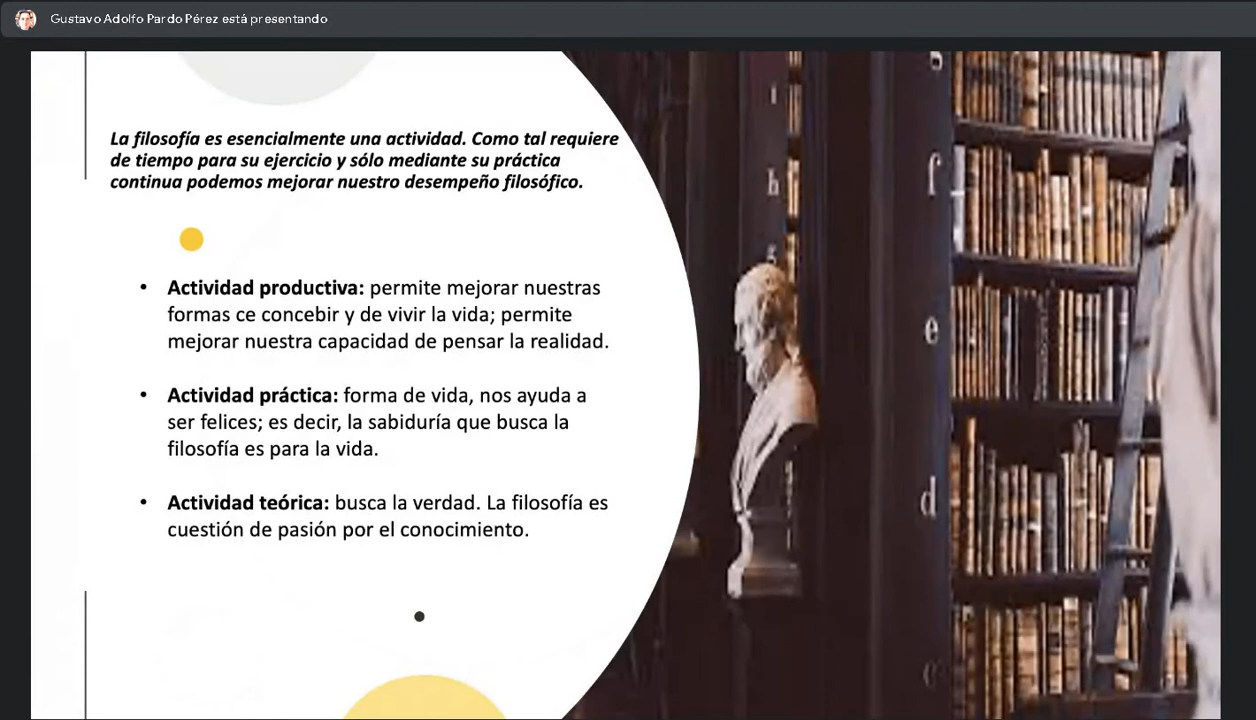 Gustavo Adolfo Pardo Pérez está presentando
La filosofía es esencialmente una actividad. Como tal requiere
de tiempo para su ejercicio y sólo mediante su práctica
continua podemos mejorar nuestro desempeño filosófico.
• Actividad productiva: permite mejorar nuestras
formas ce concebir y de vivir la vida; permite
mejorar nuestra capacidad de pensar la realidad.
• Actividad práctica: forma de vida, nos ayuda a
ser felices; es decir, la sabiduría que busca la
filosofía es para la vida.
• Actividad teórica: busca la verdad. La filosofía es
cuestión de pasión por el conocimiento.
h
f
e
d